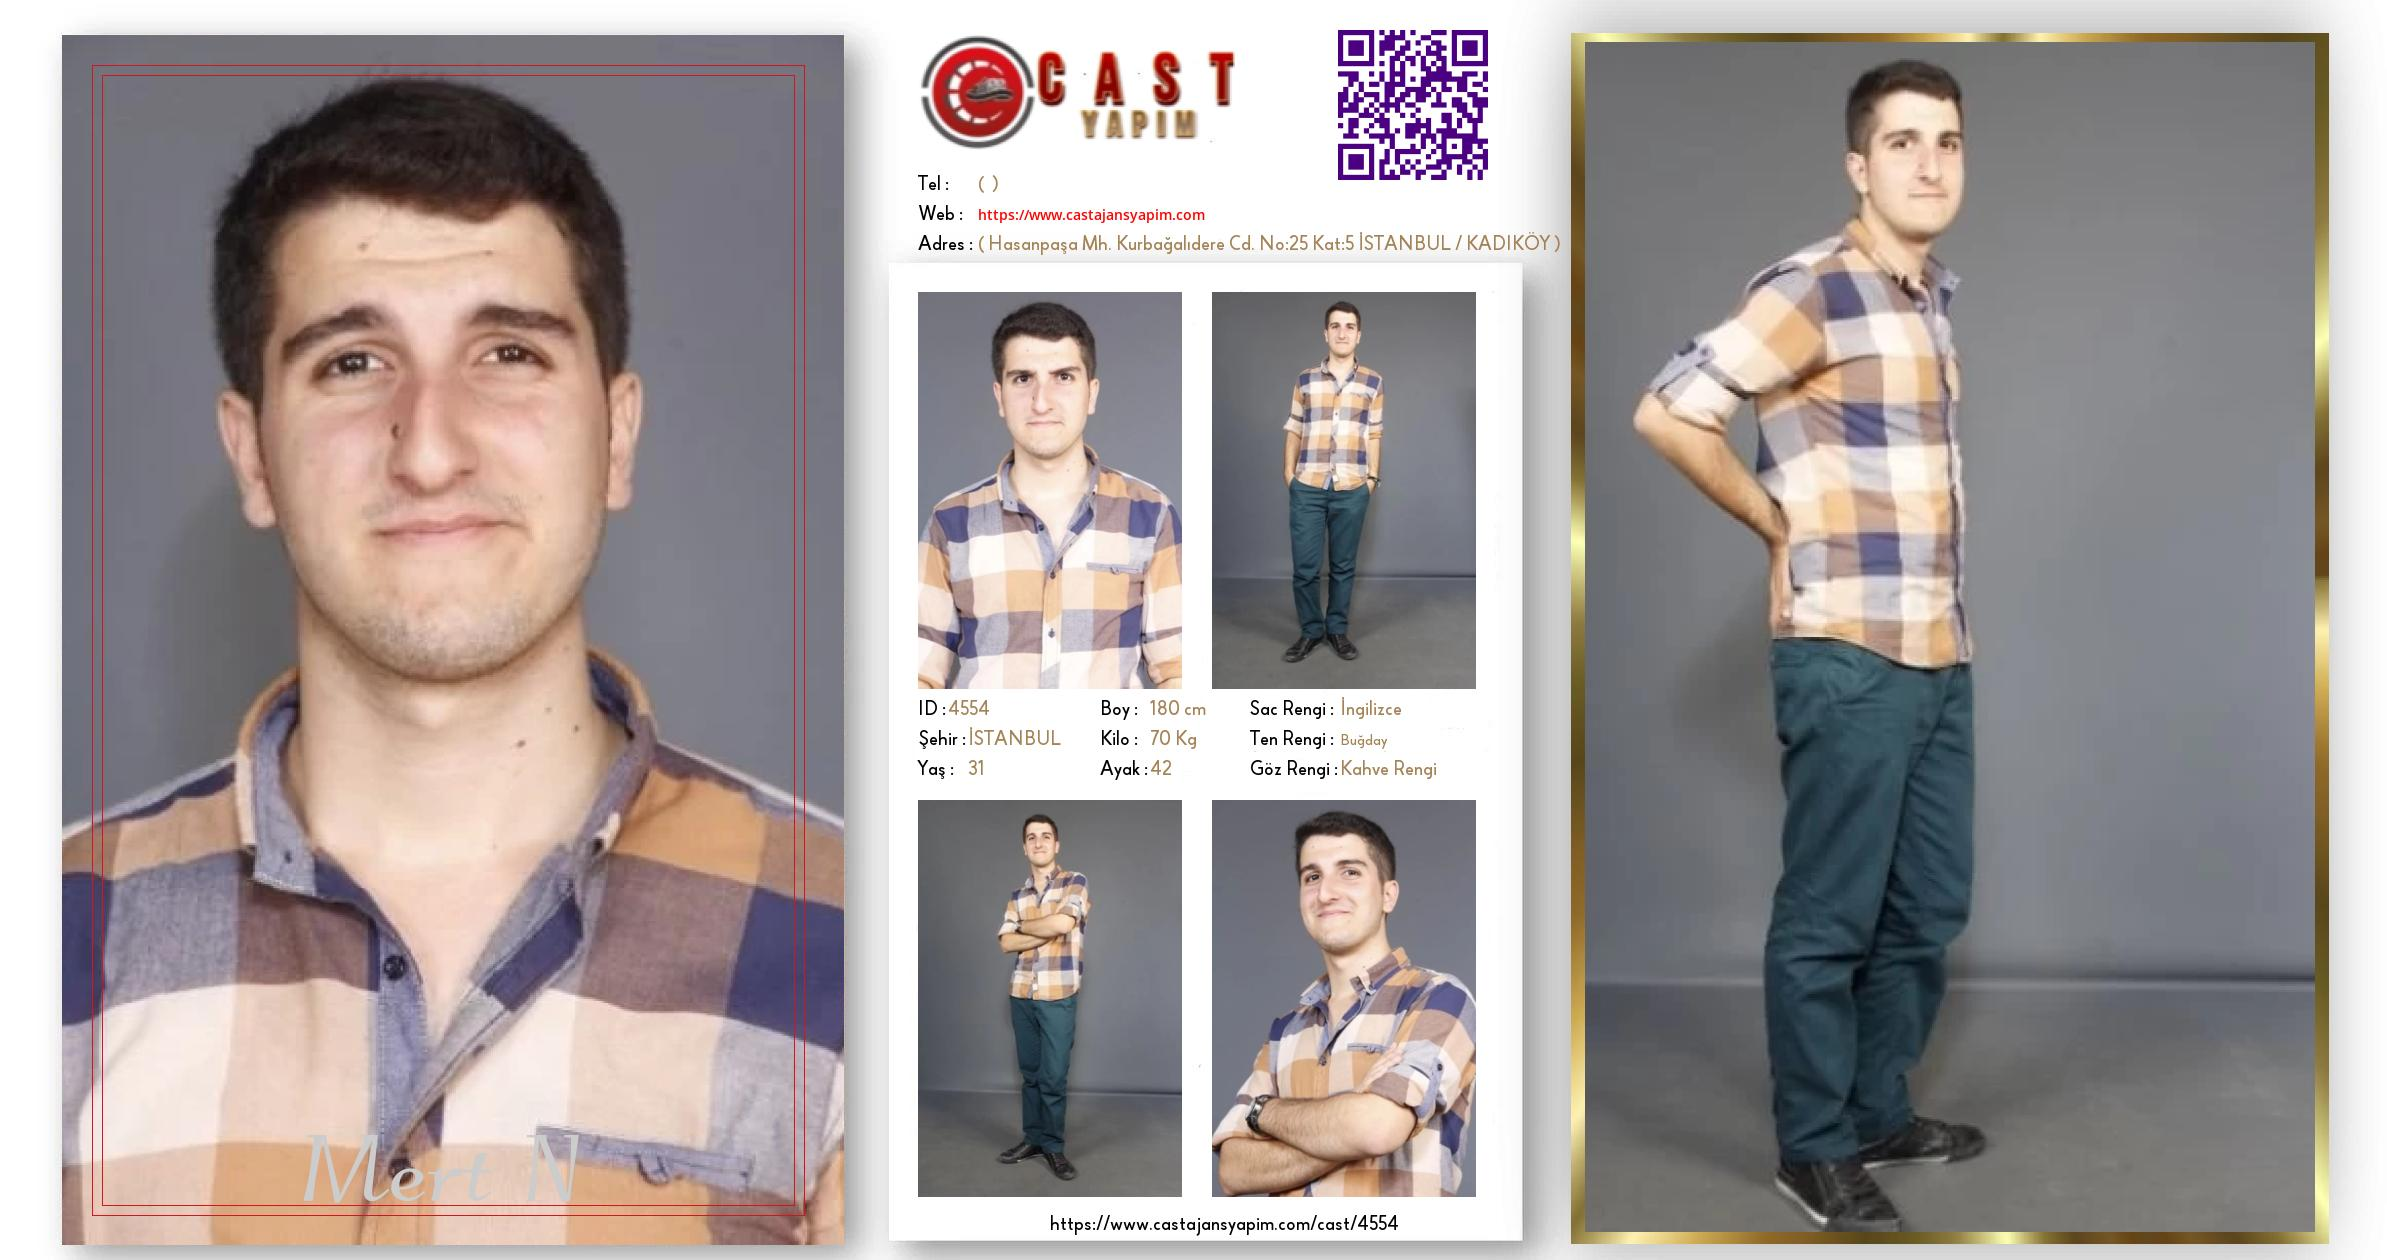 CAST
YAPIM
Tel : ( )
Web : https://www.castajansyapim.com
Adres : ( Hasanpaşa Mh. Kurbağalıdere Cd. No:25 Kat:5 İSTANBUL / KADIKÖY )
ID : 4554 Boy : 180 cm Sac Rengi : İngilizce
Şehir : İSTANBUL Kilo : 70 Kg Ten Rengi : Buğday
Yaş : 31 Ayak : 42 Göz Rengi : Kahve Rengi
Mert N
https://www.castajansyapim.com/cast/4554